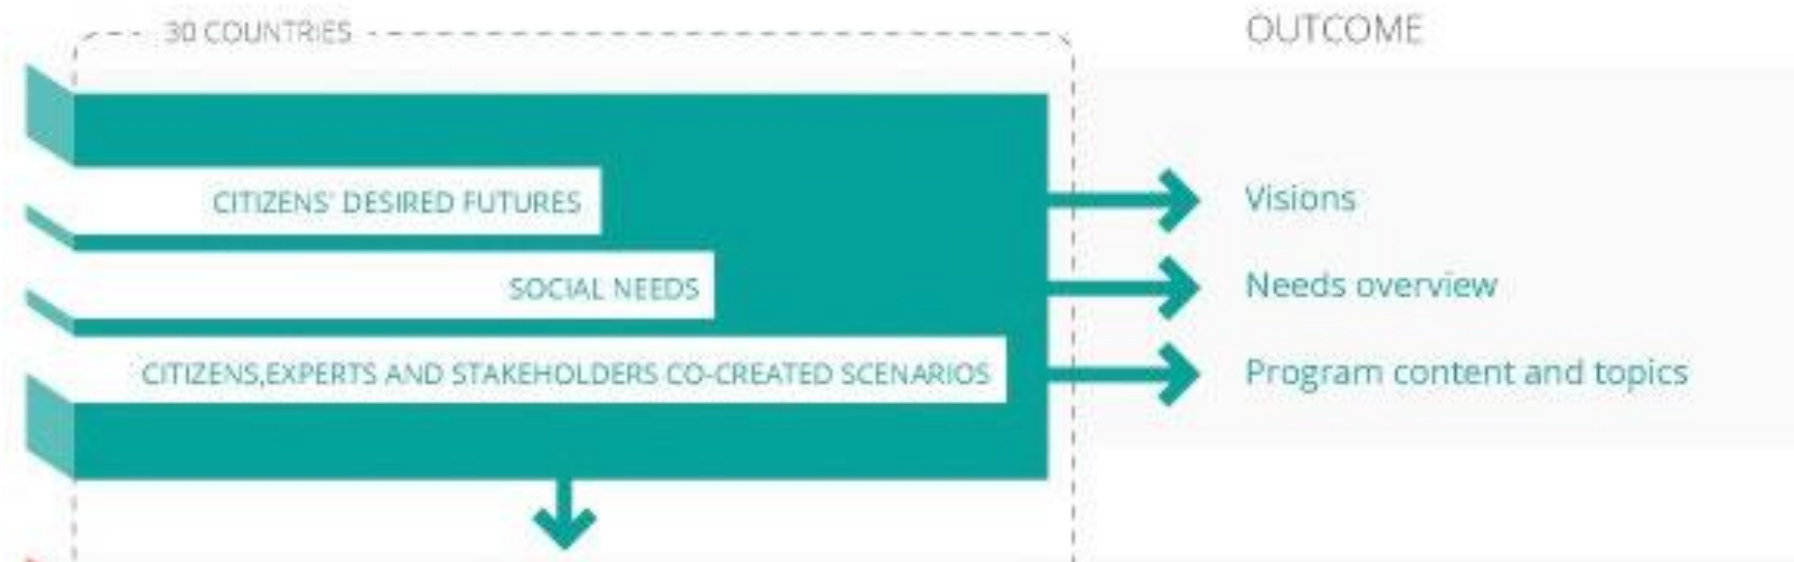 30 COUNTRIES
OUTCOME
CITIZENS' DESIRED FUTURES
Visions
SOCIAL NEEDS
Needs overview
CITIZENS,EXPERTS AND STAKEHOLDERS CO-CREATED SCENARIOS
Program content and topics